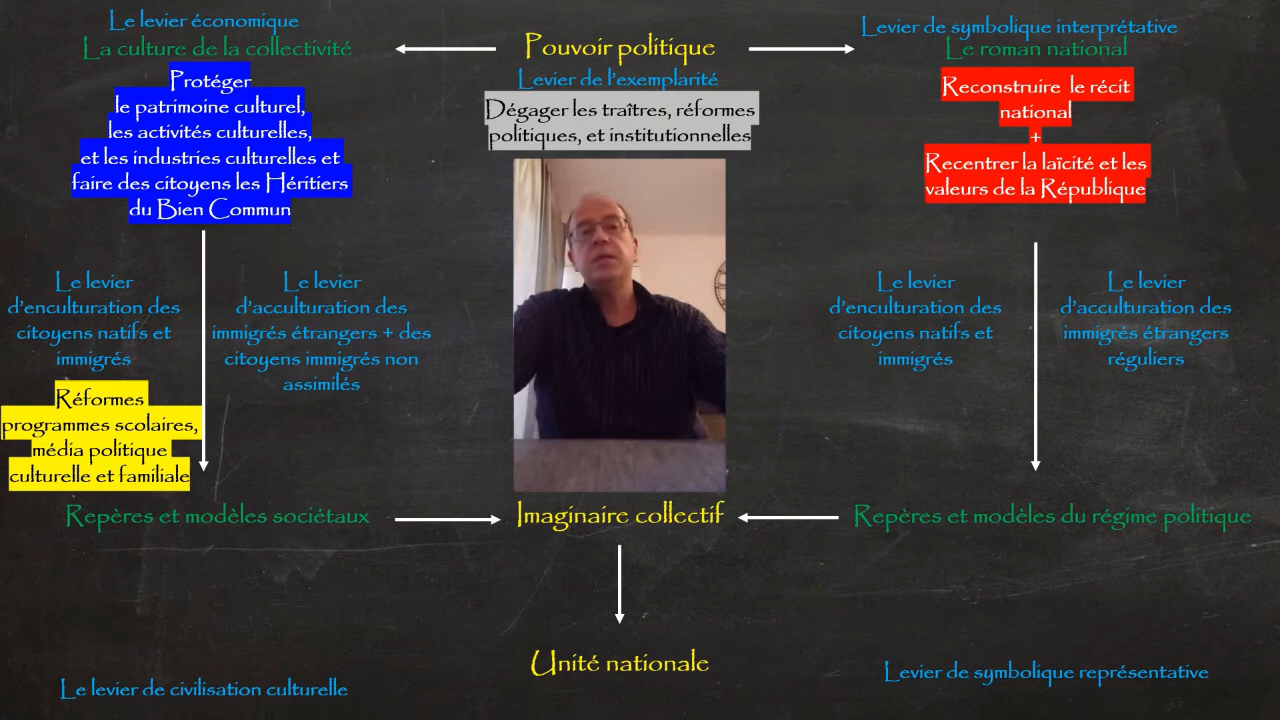 Le levier économique
La culture de la collectivité
Protéger
le patrimoine culturel,
les activités culturelles,
et les industries culturelles et
faire des citoyens les Héritiers
du Bien Commun
Pouvoir politique
Levier de l'exemplarité
Dégager les traîtres, réformes
politiques, et institutionnelles
Levier de symbolique interprétative
Le roman national
Reconstruire le récit
national
+
Recentrer la laïcité et les
valeurs de la République
Le levier
d'enculturation des
citoyens natifs et
immigrés
Le levier
d'acculturation des
immigrés étrangers + des
citoyens immigrés non
assimilés
Réformes
programmes scolaires,
média politique
culturelle et familiale
Le levier
d'enculturation des
citoyens natifs et
immigrés
Le levier
d'acculturation des
immigrés étrangers
réguliers
Repères et modèles sociétaux
Imaginaire collectif
Repères et modèles du régime politique
Unité nationale
Le levier de civilisation culturelle
Levier de symbolique représentative